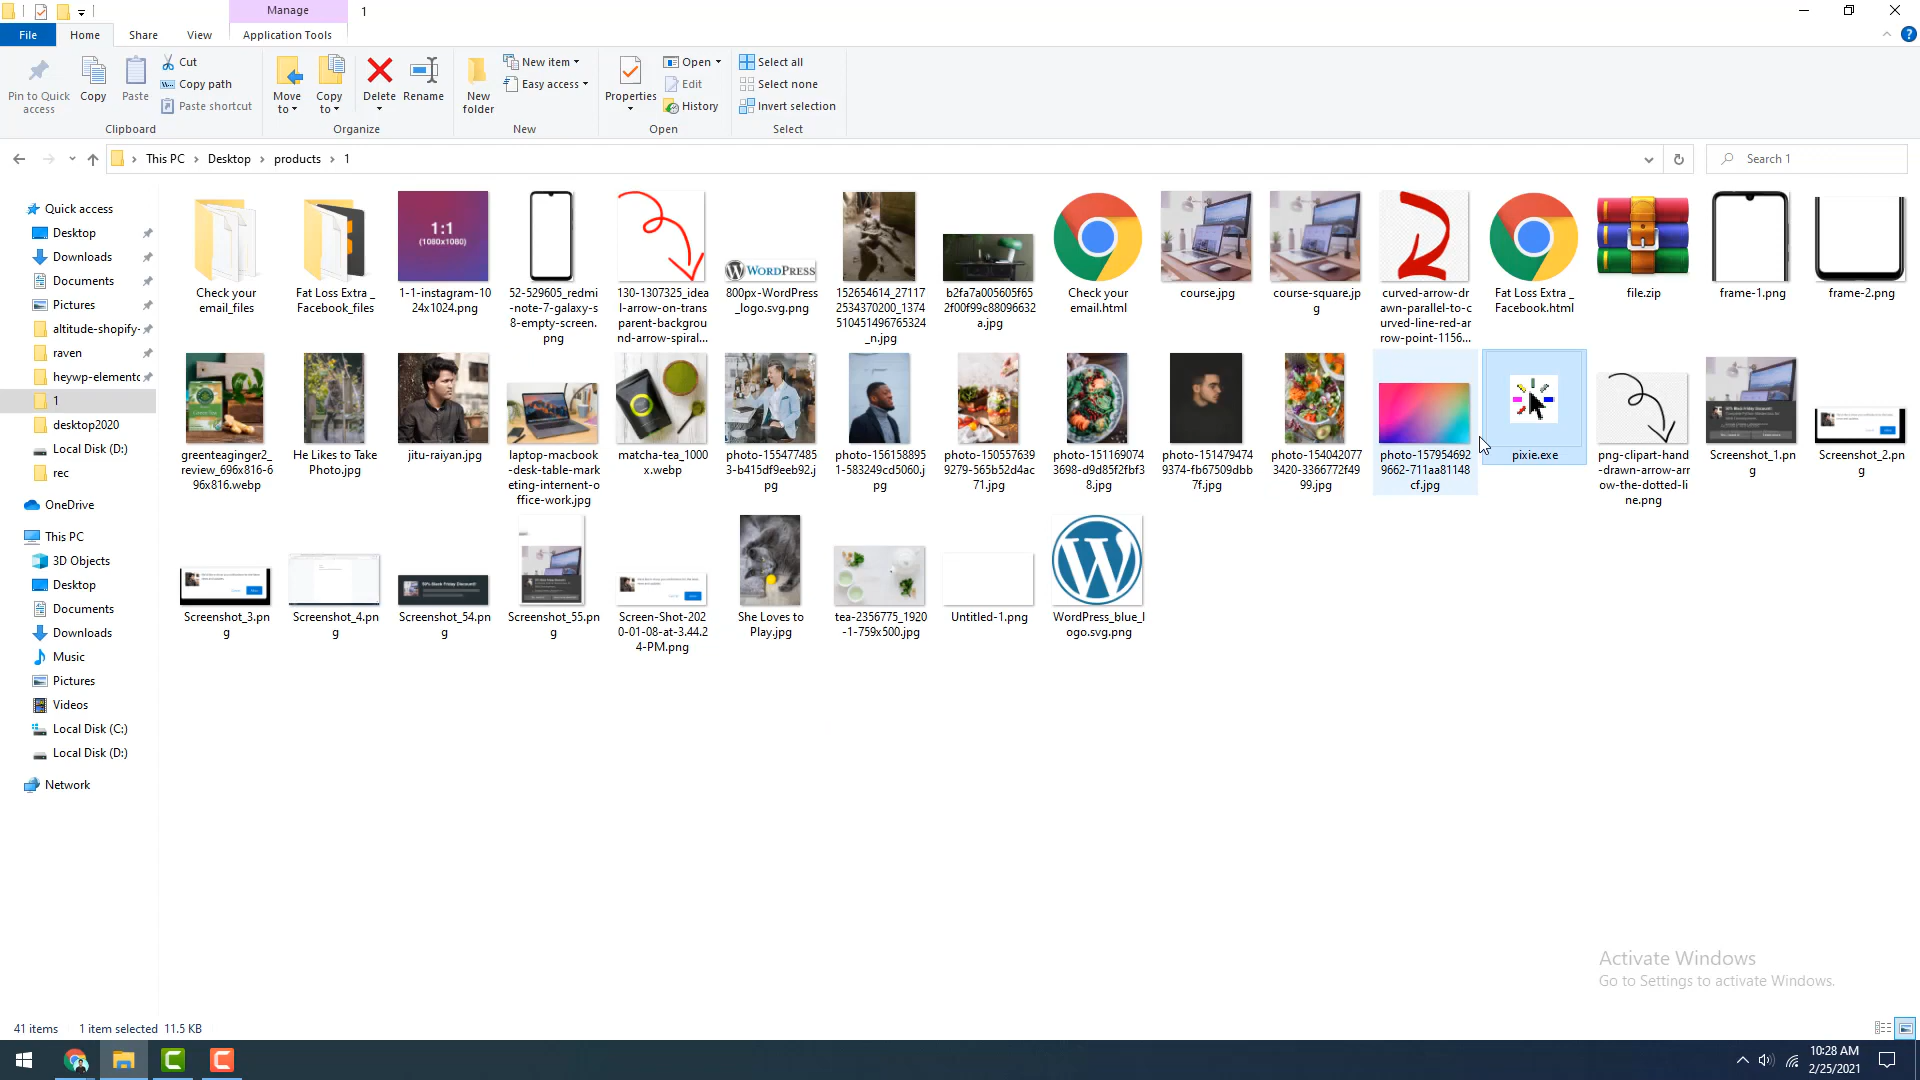 Manage
1
File
Home
Share
View
Application Tools
Pin to Quick
access
Copy
Paste
Cut
Copy path
Paste shortcut
Clipboard
Move
to
Copy
to
Delete
Rename
Organize
New
folder
New item
Easy access
New
Properties
Open
Edit
History
Open
Select all
Select none
Invert selection
Select
This PC
Desktop
products
1
Search 1
Quick access
Desktop
Downloads
Documents
Pictures
altitude-shopify-
raven
heywp-elemento
1
desktop2020
Local Disk (D:)
rec
OneDrive
This PC
3D Objects
Desktop
Documents
Downloads
Music
Pictures
Videos
Local Disk (C:)
Local Disk (D:)
Network
1:1
(1080x1080)
WORDPRESS
Check your
email_files
Fat Loss Extra _
Facebook_files
1-1-instagram-10
24x1024.png
52-529605_redmi
-note-7-galaxy-s
8-empty-screen.
png
130-1307325_idea
l-arrow-on-trans
parent-backgrou
nd-arrow-spiral...
800px-WordPress
_logo.svg.png
152654614_27117
2534370200_1374
510451496765324
_n.jpg
b2fa7a005605f65
2f00f99c88096632
a.jpg
Check your
email.html
course.jpg
course-square.jp
g
curved-arrow-dr
awn-parallel-to-c
urved-line-red-ar
row-point-1156...
Fat Loss Extra _
Facebook.html
file.zip
frame-1.png
frame-2.png
greenteaginger2_
review_696x816-6
96x816.webp
He Likes to Take
Photo.jpg
jitu-raiyan.jpg
laptop-macbook
-desk-table-mark
eting-internent-o
ffice-work.jpg
matcha-tea_1000
x.webp
photo-155477485
3-b415df9eeb92.j
pg
photo-156158895
1-583249cd5060.j
pg
photo-150557639
9279-565b52d4ac
71.jpg
photo-151169074
3698-d9d85f2fbf3
8.jpg
photo-151479474
9374-fb67509dbb
7f.jpg
photo-154042077
3420-3366772f49
99.jpg
photo-157954692
9662-711aa81148
cf.jpg
pixie.exe
png-clipart-hand
-drawn-arrow-arr
ow-the-dotted-li
ne.png
Screenshot_1.pn
g
Screenshot_2.pn
g
Screenshot_3.pn
g
Screenshot_4.pn
g
Screenshot_54.pn
g
Screenshot_55.pn
g
Screen-Shot-202
0-01-08-at-3.44.2
4-PM.png
She Loves to
Play.jpg
tea-2356775_1920
-1-759x500.jpg
Untitled-1.png
WordPress_blue_l
ogo.svg.png
Activate Windows
Go to Settings to activate Windows.
41 items
1 item selected 11.5 KB
10:28 AM
2/25/2021